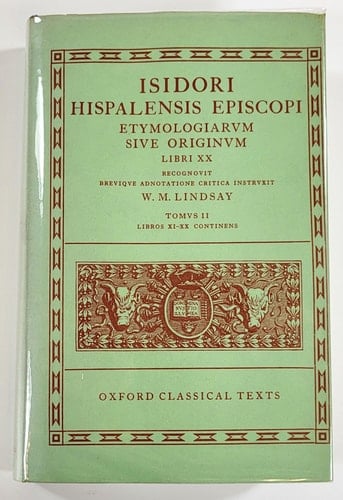 ISIDORI
HISPALENSIS EPISCOPI
ETYMOLOGIARVM
SIVE ORIGINVM
LIBRI XX
RECOGNOVIT
BREVIQVE ADNOTATIONE CRITICA INSTRVXIT
W. M. LINDSAY
TOMVS II
LIBROS XI–XX CONTINENS
OXFORD CLASSICAL TEXTS